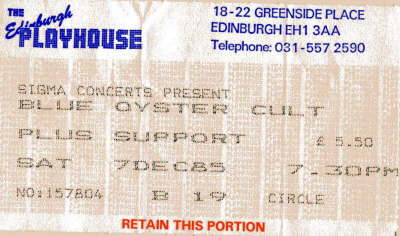 THE
Edinburgh
PLAYHOUSE
18-22 GREENSIDE PLACE
EDINBURGH EH1 3AA
Telephone: 031-557 2590
SIGMA CONCERTS PRESENT
BLUE OYSTER CULT
PLUS SUPPORT £ 5.50
SAT 7DEC85 7.30PM
NO:157804 B 19 CIRCLE
RETAIN THIS PORTION